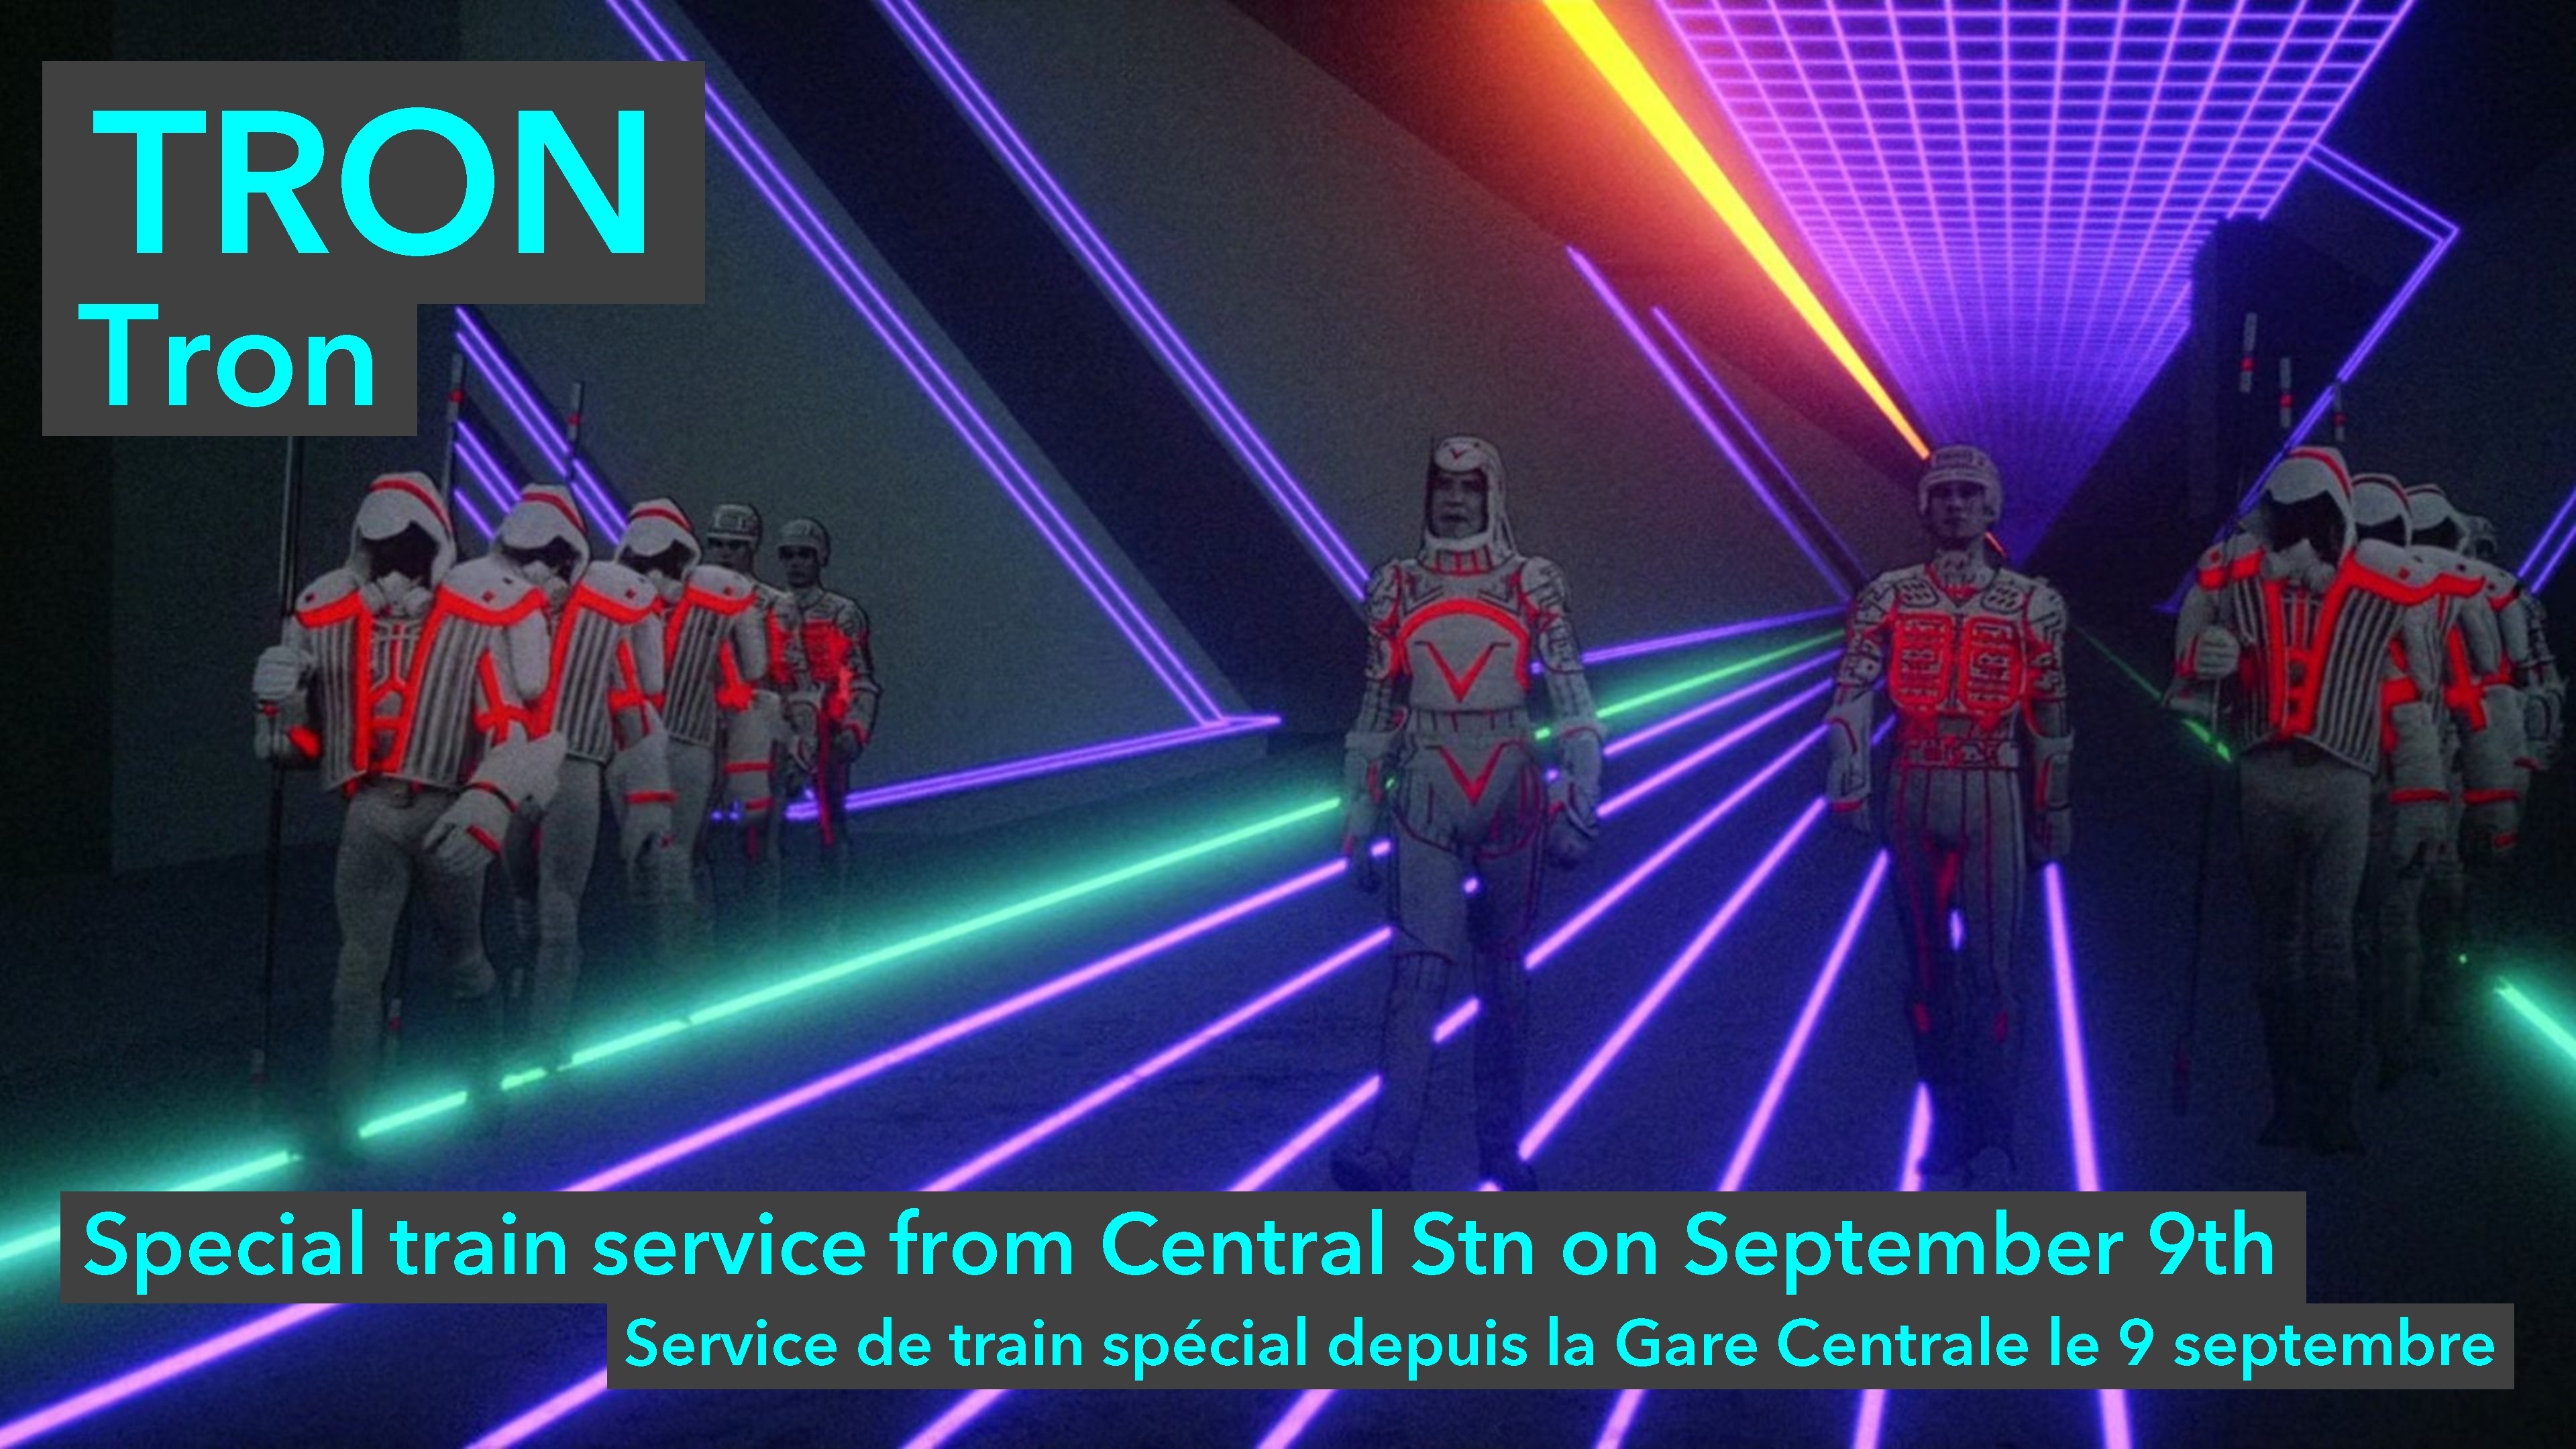 TRON
Tron
Special train service from Central Stn on September 9th
Service de train spécial depuis la Gare Centrale le 9 septembre